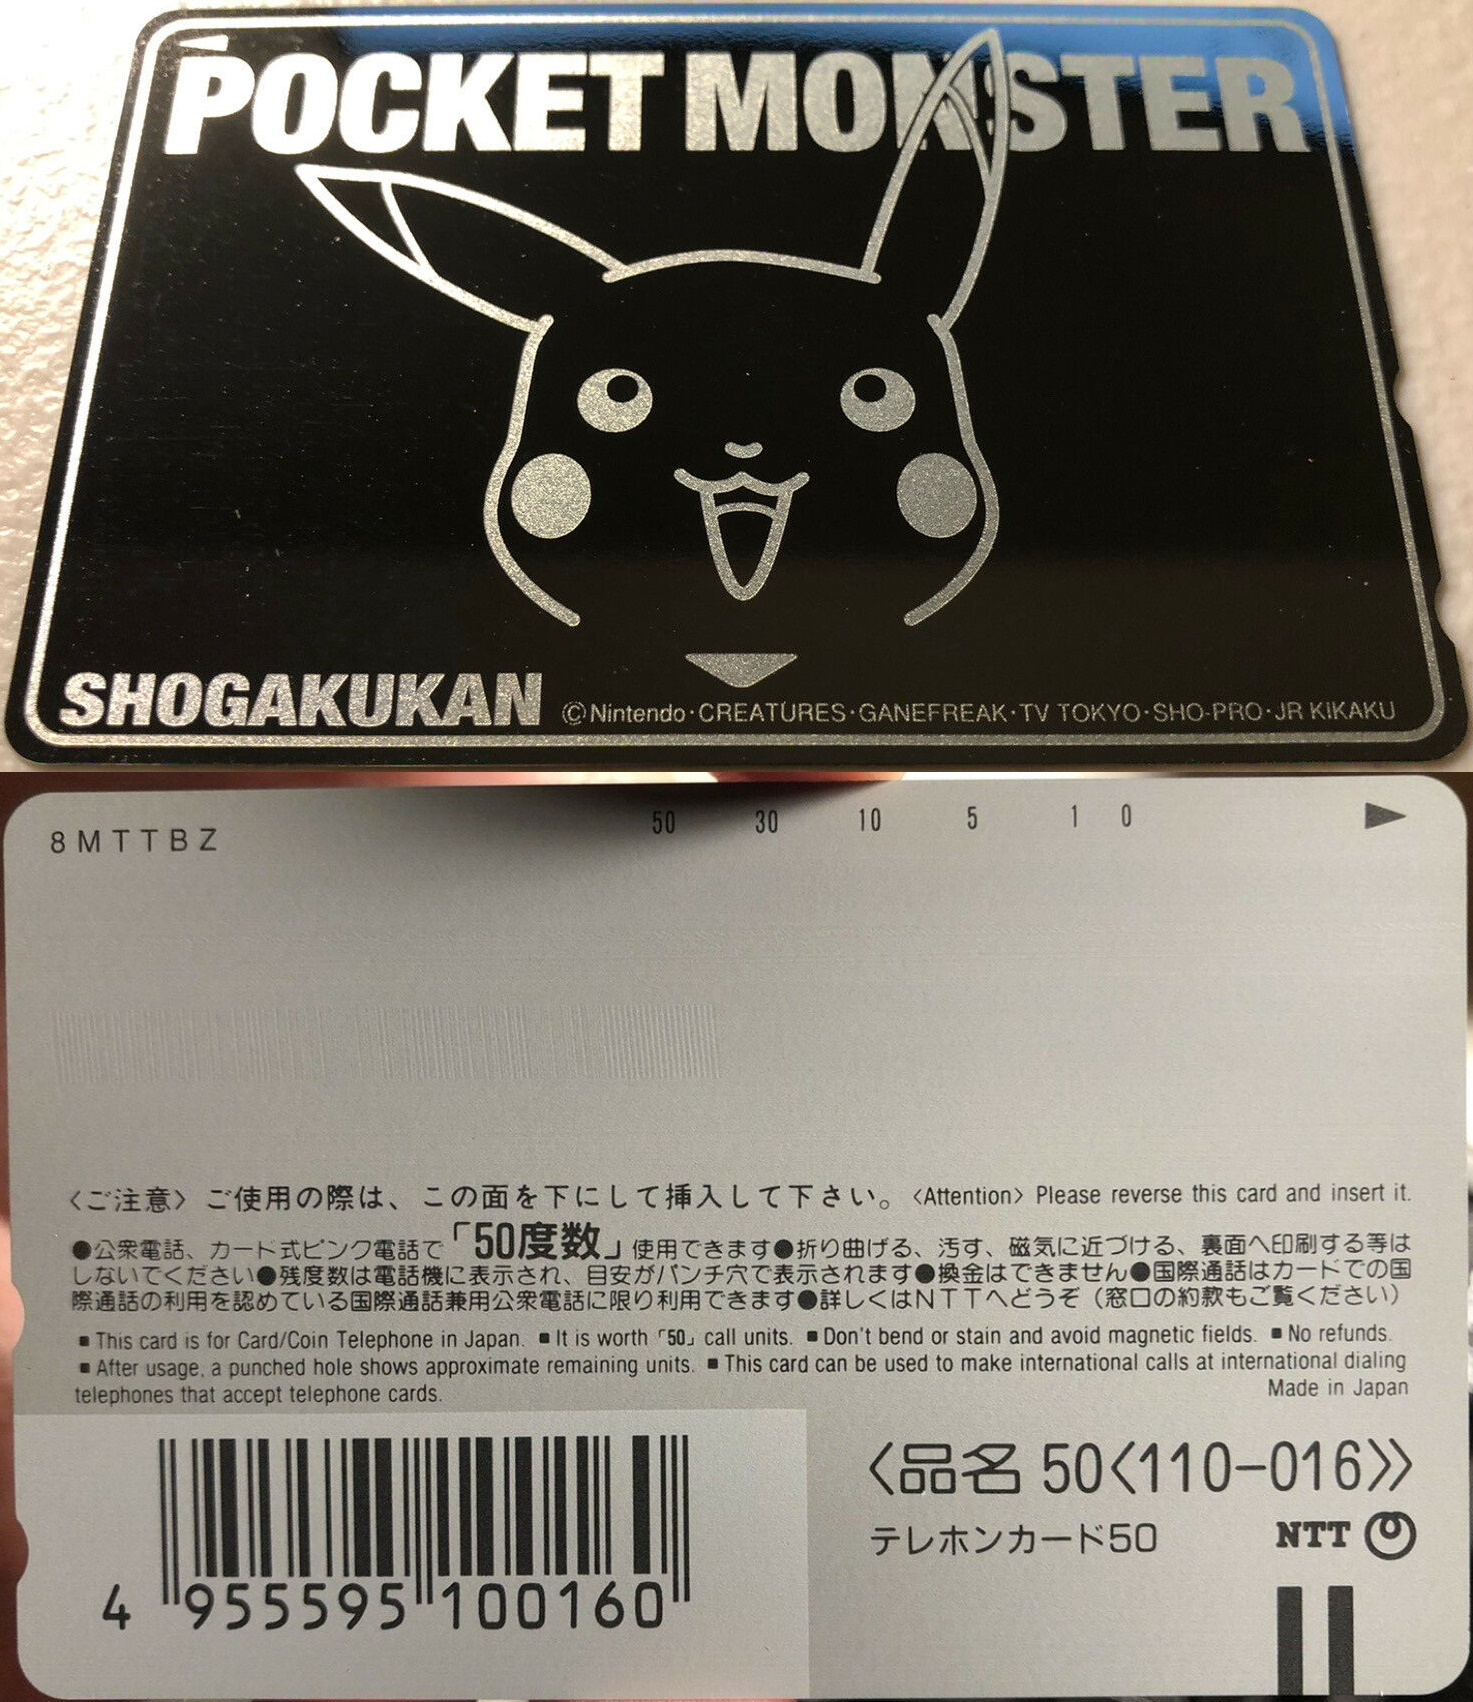 POCKET MONSTER
SHOGAKUKAN
©Nintendo・CREATURES・GANEFREAK・TV TOKYO・SHO-PRO・JR KIKAKU
8MTTBZ
50 30 10 5 1 0
〈ご注意〉ご使用の際は、この面を下にして挿入して下さい。〈Attention〉Please reverse this card and insert it.
●公衆電話、カード式ピンク電話で「50度数」使用できます●折り曲げる、汚す、磁気に近づける、裏面へ印刷する等は
しないでください●残度数は電話機に表示され、目安がパンチ穴で表示されます●換金はできません●国際通話はカードでの国
際通話の利用を認めている国際通話兼用公衆電話に限り利用できます●詳しくはNTTへどうぞ（窓口の約款もご覧ください）
■This card is for Card/Coin Telephone in Japan. ■It is worth「50」call units. ■Don't bend or stain and avoid magnetic fields. ■No refunds.
■After usage, a punched hole shows approximate remaining units. ■This card can be used to make international calls at international dialing
telephones that accept telephone cards.
Made in Japan
〈品名 50〈110-016〉〉
テレホンカード50
NTT
4 955595 100160